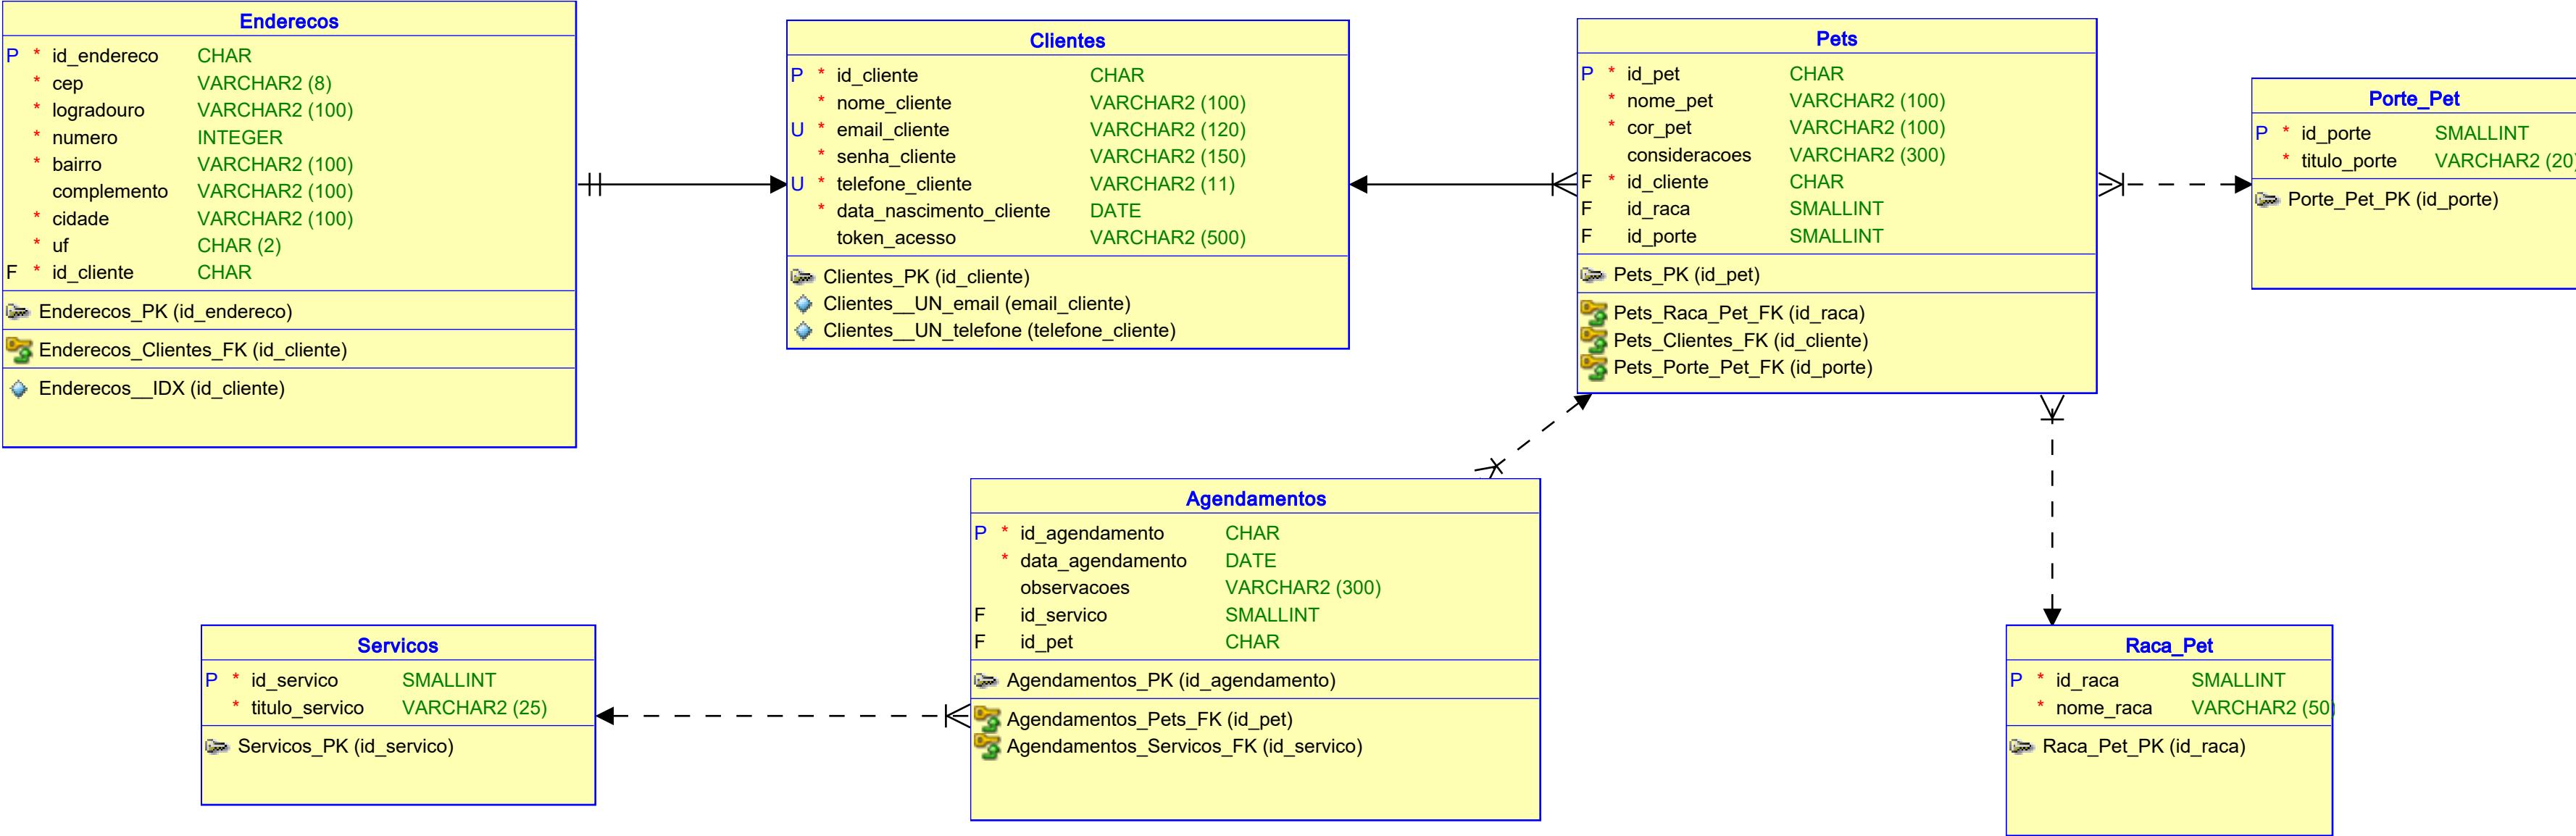 Enderecos
P * id_endereco CHAR
* cep VARCHAR2 (8)
* logradouro VARCHAR2 (100)
* numero INTEGER
* bairro VARCHAR2 (100)
complemento VARCHAR2 (100)
* cidade VARCHAR2 (100)
* uf CHAR (2)
F * id_cliente CHAR
Enderecos_PK (id_endereco)
Enderecos_Clientes_FK (id_cliente)
Enderecos__IDX (id_cliente)
Clientes
P * id_cliente CHAR
* nome_cliente VARCHAR2 (100)
U * email_cliente VARCHAR2 (120)
* senha_cliente VARCHAR2 (150)
U * telefone_cliente VARCHAR2 (11)
* data_nascimento_cliente DATE
token_acesso VARCHAR2 (500)
Clientes_PK (id_cliente)
Clientes__UN_email (email_cliente)
Clientes__UN_telefone (telefone_cliente)
Pets
P * id_pet CHAR
* nome_pet VARCHAR2 (100)
* cor_pet VARCHAR2 (100)
consideracoes VARCHAR2 (300)
F * id_cliente CHAR
F id_raca SMALLINT
F id_porte SMALLINT
Pets_PK (id_pet)
Pets_Raca_Pet_FK (id_raca)
Pets_Clientes_FK (id_cliente)
Pets_Porte_Pet_FK (id_porte)
Porte_Pet
P * id_porte SMALLINT
* titulo_porte VARCHAR2 (20)
Porte_Pet_PK (id_porte)
Agendamentos
P * id_agendamento CHAR
* data_agendamento DATE
observacoes VARCHAR2 (300)
F id_servico SMALLINT
F id_pet CHAR
Agendamentos_PK (id_agendamento)
Agendamentos_Pets_FK (id_pet)
Agendamentos_Servicos_FK (id_servico)
Servicos
P * id_servico SMALLINT
* titulo_servico VARCHAR2 (25)
Servicos_PK (id_servico)
Raca_Pet
P * id_raca SMALLINT
* nome_raca VARCHAR2 (50)
Raca_Pet_PK (id_raca)